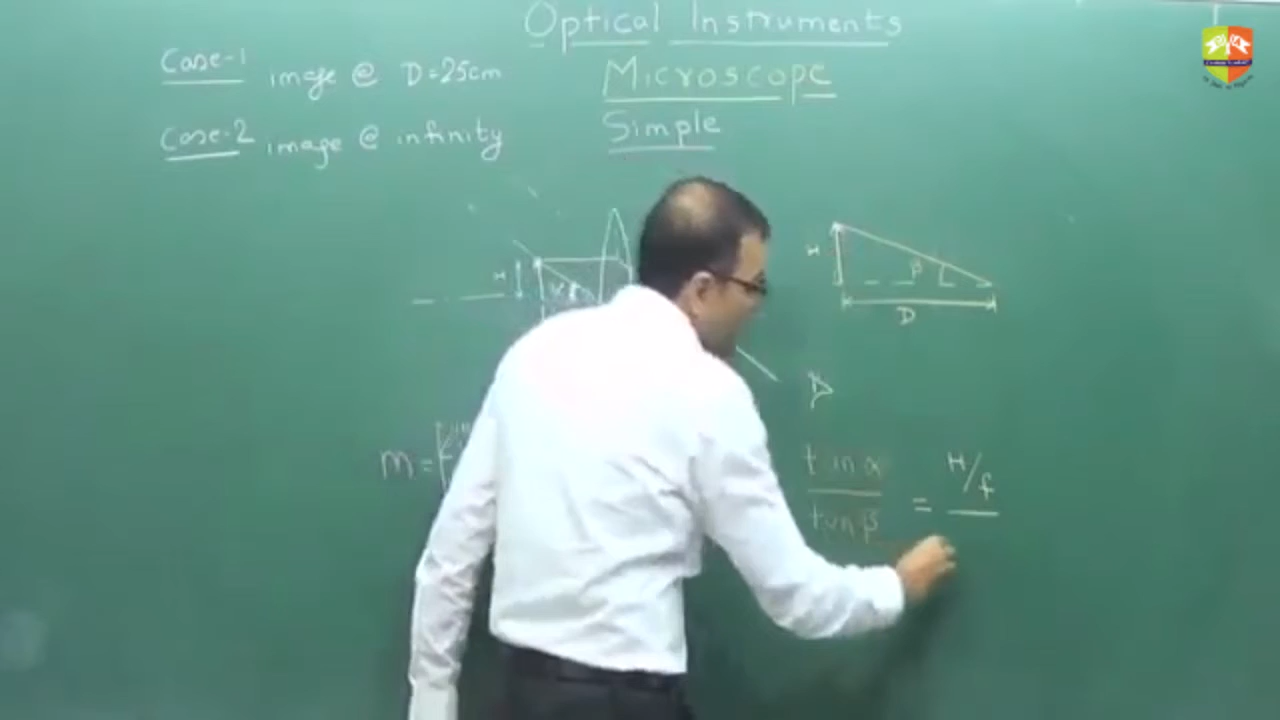 Optical Instruments
Case-1 image @ D=25cm
Microscope
Case-2 image @ infinity
Simple
H
H
β
D
m =
tan α
tan β
= H/f